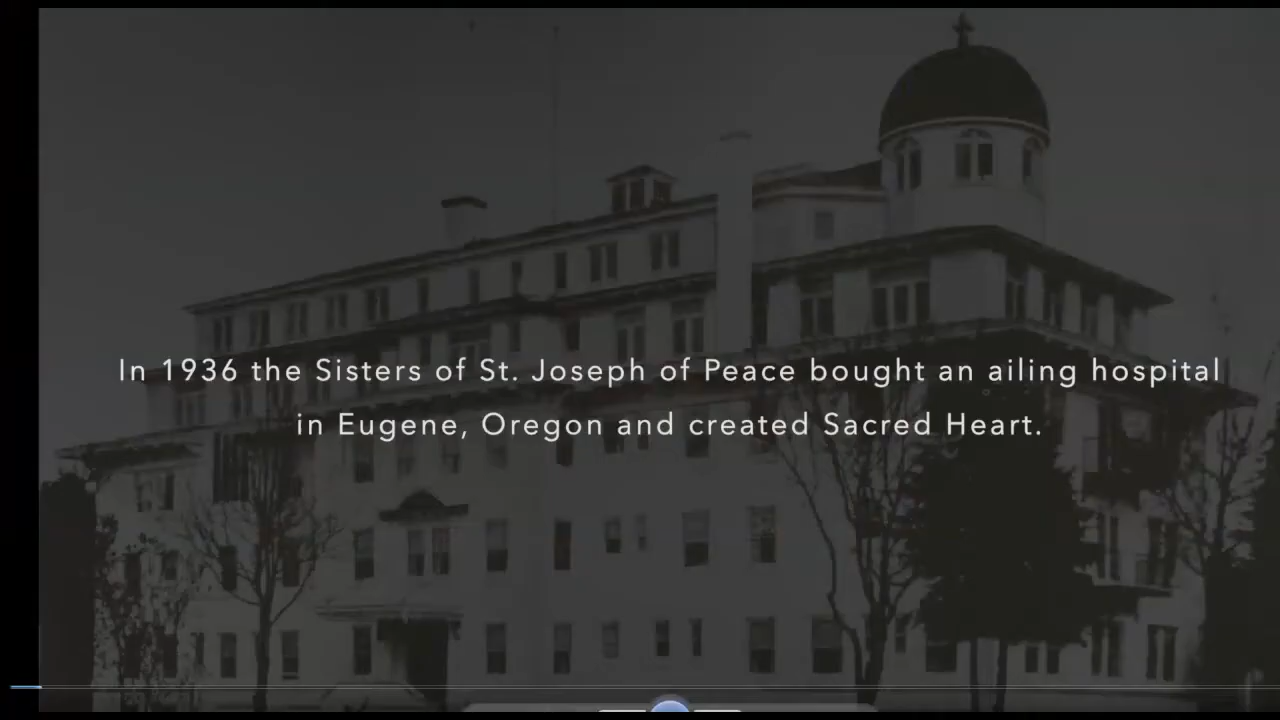 In 1936 the Sisters of St. Joseph of Peace bought an ailing hospital
in Eugene, Oregon and created Sacred Heart.